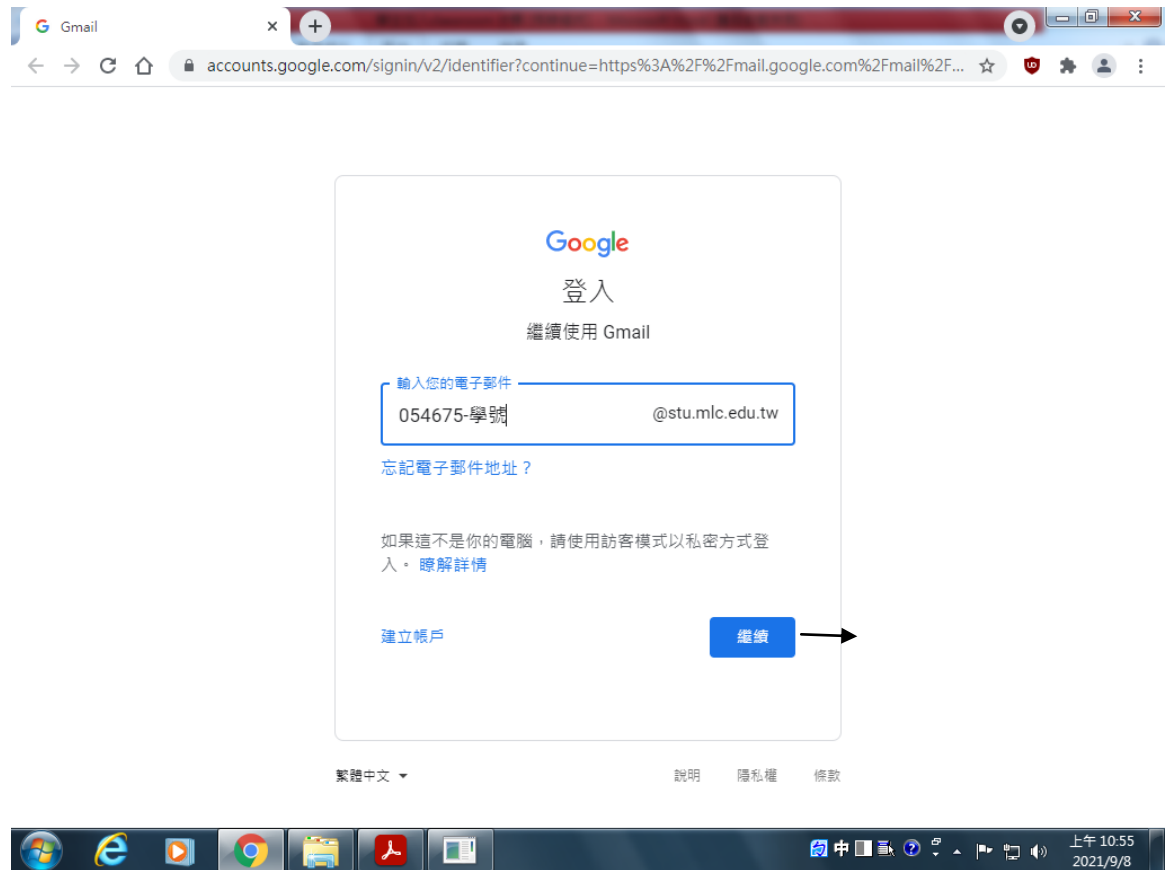 Gmail
accounts.google.com/signin/v2/identifier?continue=https%3A%2F%2Fmail.google.com%2Fmail%2F...
Google
登入
繼續使用 Gmail
輸入您的電子郵件
054675-學號 @stu.mlc.edu.tw
忘記電子郵件地址？
如果這不是你的電腦，請使用訪客模式以私密方式登
入。瞭解詳情
建立帳戶 繼續
繁體中文 說明 隱私權 條款
中
上午 10:55
2021/9/8